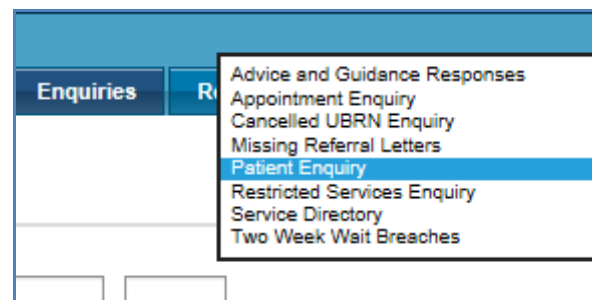 Enquiries
Advice and Guidance Responses
Appointment Enquiry
Cancelled UBRN Enquiry
Missing Referral Letters
Patient Enquiry
Restricted Services Enquiry
Service Directory
Two Week Wait Breaches